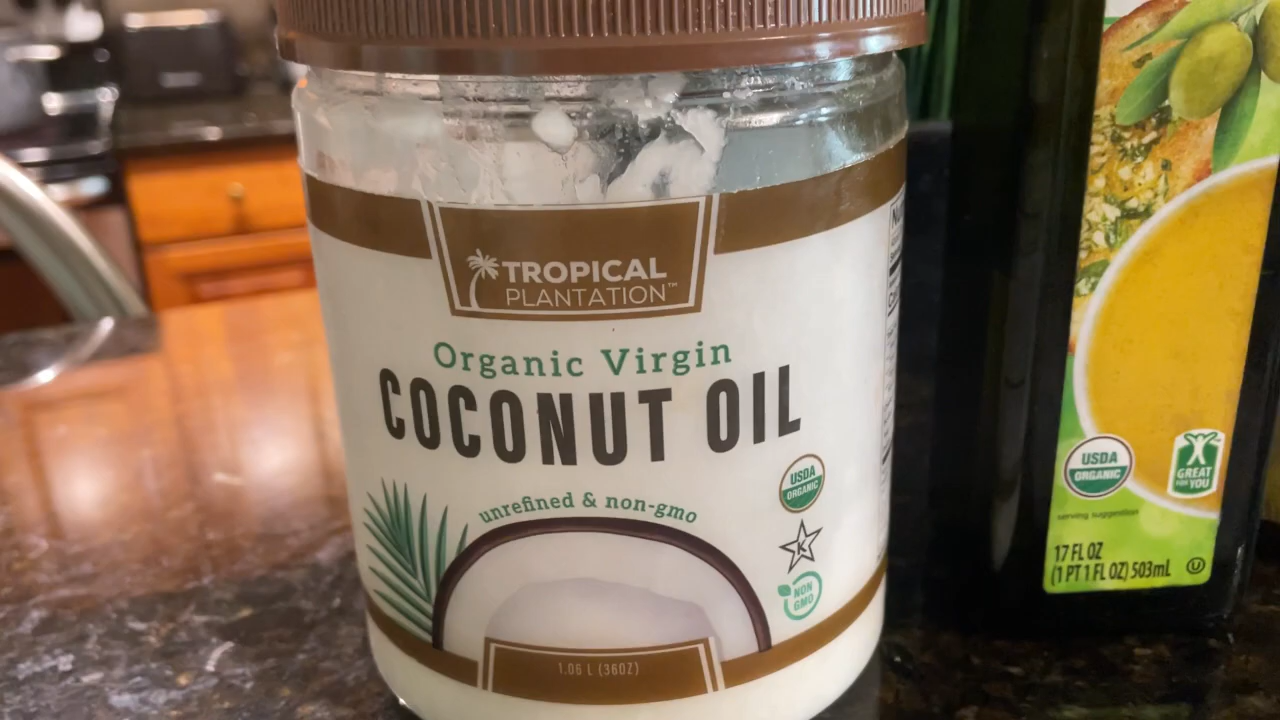 TROPICAL
PLANTATION™
Organic Virgin
COCONUT OIL
unrefined & non-gmo
USDA
ORGANIC
K
NON
GMO
1.06 L (36OZ)
USDA
ORGANIC
GREAT
FOR YOU
serving suggestion
17 FL OZ
(1 PT 1 FL OZ) 503mL
U